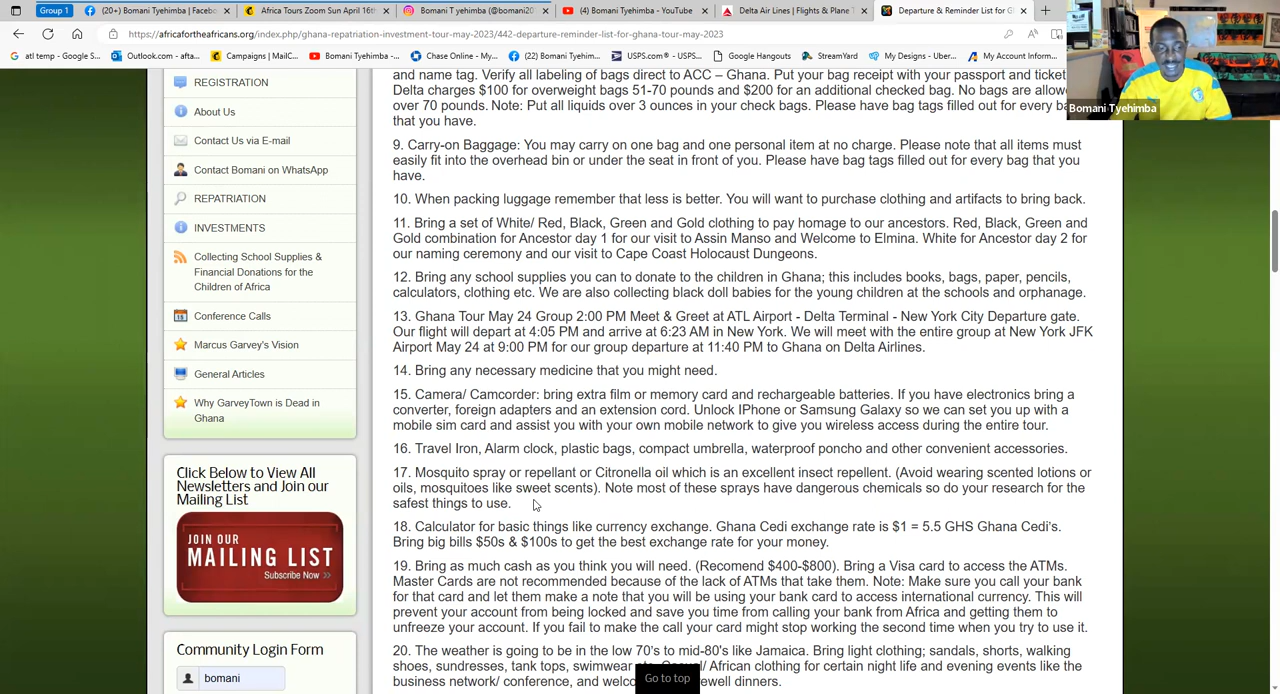 Group 1
(20+) Bomani Tyehimba | Facebo
Africa Tours Zoom Sun April 16th
Bomani T yehimba (@bomani20
(4) Bomani Tyehimba - YouTube
Delta Air Lines | Flights & Plane T
Departure & Reminder List for G
https://africafortheafricans.org/index.php/ghana-repatriation-investment-tour-may-2023/442-departure-reminder-list-for-ghana-tour-may-2023
atl temp - Google S...
Outlook.com - afta...
Campaigns | Mailc...
Bomani Tyehimba -...
Chase Online - My...
(22) Bomani Tyehim...
USPS.com® - USPS...
Google Hangouts
StreamYard
My Designs - Uber...
My Account Inform...
Bomani Tyehimba
REGISTRATION
About Us
Contact Us via E-mail
Contact Bomani on WhatsApp
REPATRIATION
INVESTMENTS
Collecting School Supplies &
Financial Donations for the
Children of Africa
Conference Calls
Marcus Garvey's Vision
General Articles
Why GarveyTown is Dead in
Ghana
Click Below to View All
Newsletters and Join our
Mailing List
JOIN OUR
MAILING LIST
Subscribe Now >>
Community Login Form
bomani
and name tag. Verify all labeling of bags direct to ACC – Ghana. Put your bag receipt with your passport and ticket
Delta charges $100 for overweight bags 51-70 pounds and $200 for an additional checked bag. No bags are allow
over 70 pounds. Note: Put all liquids over 3 ounces in your check bags. Please have bag tags filled out for every b
that you have.
9. Carry-on Baggage: You may carry on one bag and one personal item at no charge. Please note that all items must
easily fit into the overhead bin or under the seat in front of you. Please have bag tags filled out for every bag that you
have.
10. When packing luggage remember that less is better. You will want to purchase clothing and artifacts to bring back.
11. Bring a set of White/ Red, Black, Green and Gold clothing to pay homage to our ancestors. Red, Black, Green and
Gold combination for Ancestor day 1 for our visit to Assin Manso and Welcome to Elmina. White for Ancestor day 2 for
our naming ceremony and our visit to Cape Coast Holocaust Dungeons.
12. Bring any school supplies you can to donate to the children in Ghana; this includes books, bags, paper, pencils,
calculators, clothing etc. We are also collecting black doll babies for the young children at the schools and orphanage.
13. Ghana Tour May 24 Group 2:00 PM Meet & Greet at ATL Airport - Delta Terminal - New York City Departure gate.
Our flight will depart at 4:05 PM and arrive at 6:23 AM in New York. We will meet with the entire group at New York JFK
Airport May 24 at 9:00 PM for our group departure at 11:40 PM to Ghana on Delta Airlines.
14. Bring any necessary medicine that you might need.
15. Camera/ Camcorder: bring extra film or memory card and rechargeable batteries. If you have electronics bring a
converter, foreign adapters and an extension cord. Unlock IPhone or Samsung Galaxy so we can set you up with a
mobile sim card and assist you with your own mobile network to give you wireless access during the entire tour.
16. Travel Iron, Alarm clock, plastic bags, compact umbrella, waterproof poncho and other convenient accessories.
17. Mosquito spray or repellant or Citronella oil which is an excellent insect repellent. (Avoid wearing scented lotions or
oils, mosquitoes like sweet scents). Note most of these sprays have dangerous chemicals so do your research for the
safest things to use.
18. Calculator for basic things like currency exchange. Ghana Cedi exchange rate is $1 = 5.5 GHS Ghana Cedi's.
Bring big bills $50s & $100s to get the best exchange rate for your money.
19. Bring as much cash as you think you will need. (Recomend $400-$800). Bring a Visa card to access the ATMs.
Master Cards are not recommended because of the lack of ATMs that take them. Note: Make sure you call your bank
for that card and let them make a note that you will be using your bank card to access international currency. This will
prevent your account from being locked and save you time from calling your bank from Africa and getting them to
unfreeze your account. If you fail to make the call your card might stop working the second time when you try to use it.
20. The weather is going to be in the low 70's to mid-80's like Jamaica. Bring light clothing; sandals, shorts, walking
shoes, sundresses, tank tops, swimwear African clothing for certain night life and evening events like the
business network/ conference, and welco rewell dinners.
Go to top